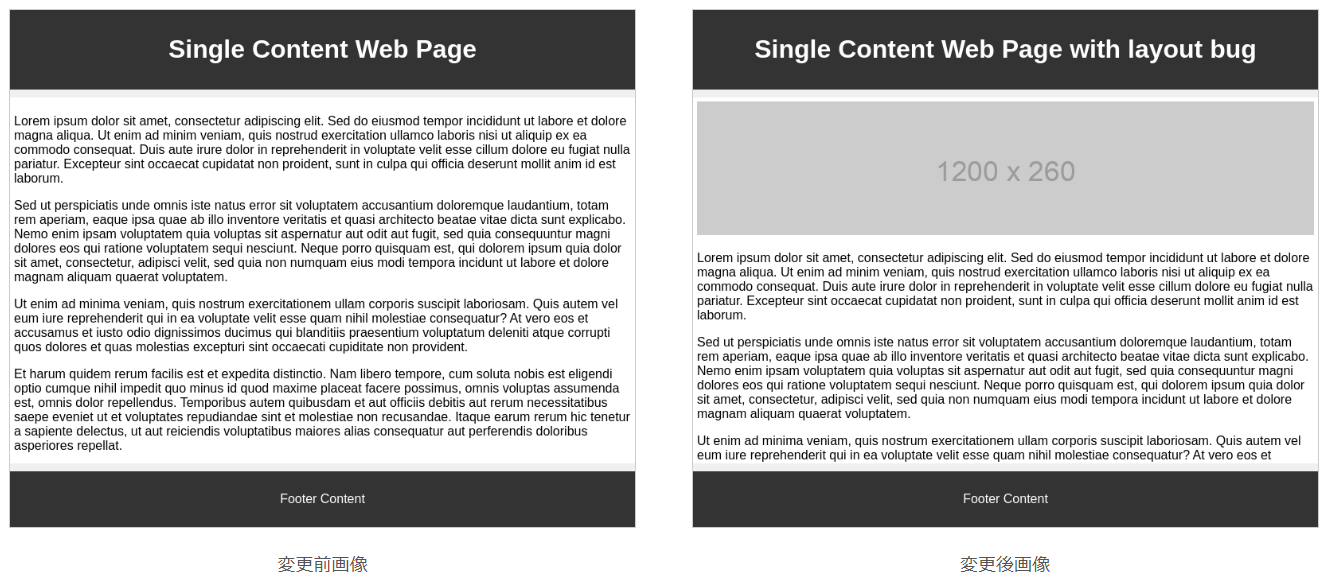 Single Content Web Page
Lorem ipsum dolor sit amet, consectetur adipiscing elit. Sed do eiusmod tempor incididunt ut labore et dolore
magna aliqua. Ut enim ad minim veniam, quis nostrud exercitation ullamco laboris nisi ut aliquip ex ea
commodo consequat. Duis aute irure dolor in reprehenderit in voluptate velit esse cillum dolore eu fugiat nulla
pariatur. Excepteur sint occaecat cupidatat non proident, sunt in culpa qui officia deserunt mollit anim id est
laborum.
Sed ut perspiciatis unde omnis iste natus error sit voluptatem accusantium doloremque laudantium, totam
rem aperiam, eaque ipsa quae ab illo inventore veritatis et quasi architecto beatae vitae dicta sunt explicabo.
Nemo enim ipsam voluptatem quia voluptas sit aspernatur aut odit aut fugit, sed quia consequuntur magni
dolores eos qui ratione voluptatem sequi nesciunt. Neque porro quisquam est, qui dolorem ipsum quia dolor
sit amet, consectetur, adipisci velit, sed quia non numquam eius modi tempora incidunt ut labore et dolore
magnam aliquam quaerat voluptatem.
Ut enim ad minima veniam, quis nostrum exercitationem ullam corporis suscipit laboriosam. Quis autem vel
eum iure reprehenderit qui in ea voluptate velit esse quam nihil molestiae consequatur? At vero eos et
accusamus et iusto odio dignissimos ducimus qui blanditiis praesentium voluptatum deleniti atque corrupti
quos dolores et quas molestias excepturi sint occaecati cupiditate non provident.
Et harum quidem rerum facilis est et expedita distinctio. Nam libero tempore, cum soluta nobis est eligendi
optio cumque nihil impedit quo minus id quod maxime placeat facere possimus, omnis voluptas assumenda
est, omnis dolor repellendus. Temporibus autem quibusdam et aut officiis debitis aut rerum necessitatibus
saepe eveniet ut et voluptates repudiandae sint et molestiae non recusandae. Itaque earum rerum hic tenetur
a sapiente delectus, ut aut reiciendis voluptatibus maiores alias consequatur aut perferendis doloribus
asperiores repellat.
Footer Content
変更前画像
Single Content Web Page with layout bug
1200 x 260
Lorem ipsum dolor sit amet, consectetur adipiscing elit. Sed do eiusmod tempor incididunt ut labore et dolore
magna aliqua. Ut enim ad minim veniam, quis nostrud exercitation ullamco laboris nisi ut aliquip ex ea
commodo consequat. Duis aute irure dolor in reprehenderit in voluptate velit esse cillum dolore eu fugiat nulla
pariatur. Excepteur sint occaecat cupidatat non proident, sunt in culpa qui officia deserunt mollit anim id est
laborum.
Sed ut perspiciatis unde omnis iste natus error sit voluptatem accusantium doloremque laudantium, totam
rem aperiam, eaque ipsa quae ab illo inventore veritatis et quasi architecto beatae vitae dicta sunt explicabo.
Nemo enim ipsam voluptatem quia voluptas sit aspernatur aut odit aut fugit, sed quia consequuntur magni
dolores eos qui ratione voluptatem sequi nesciunt. Neque porro quisquam est, qui dolorem ipsum quia dolor
sit amet, consectetur, adipisci velit, sed quia non numquam eius modi tempora incidunt ut labore et dolore
magnam aliquam quaerat voluptatem.
Ut enim ad minima veniam, quis nostrum exercitationem ullam corporis suscipit laboriosam. Quis autem vel
eum iure reprehenderit qui in ea voluptate velit esse quam nihil molestiae consequatur? At vero eos et
Footer Content
変更後画像